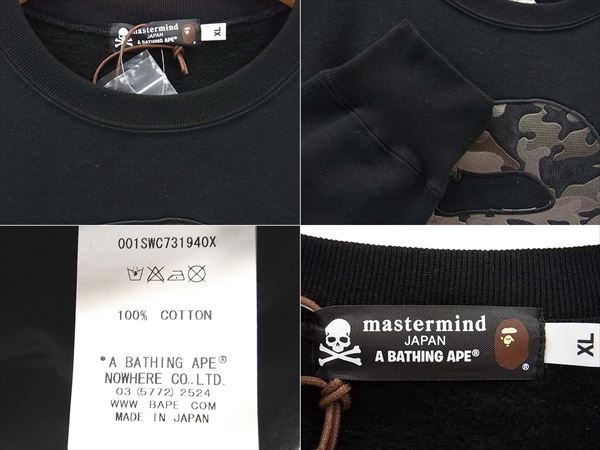 mastermind
JAPAN
A BATHING APE®
XL
001SWC731940X
100% COTTON
*A BATHING APE®
NOWHERE CO.,LTD.
03 (5772) 2524
WWW. BAPE. COM
MADE IN JAPAN
mastermind
JAPAN
A BATHING APE®
®
XL